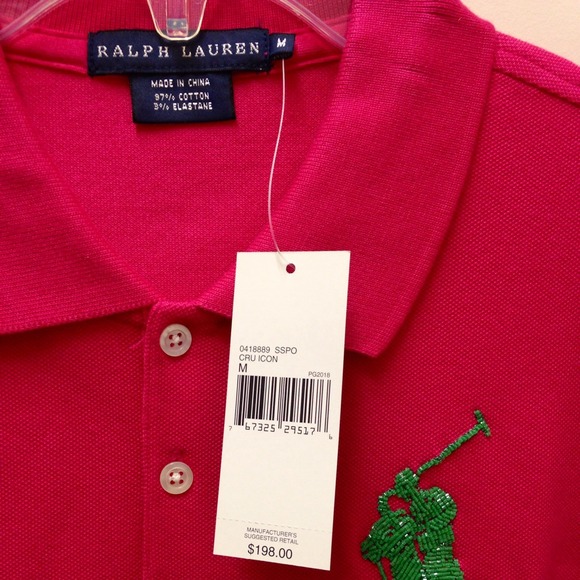 RALPH LAUREN
M
MADE IN CHINA
97% COTTON
3% ELASTANE
0418889 SSPO
CRU ICON
M
PG2018
7 67325 29517 6
MANUFACTURER'S
SUGGESTED RETAIL
$198.00